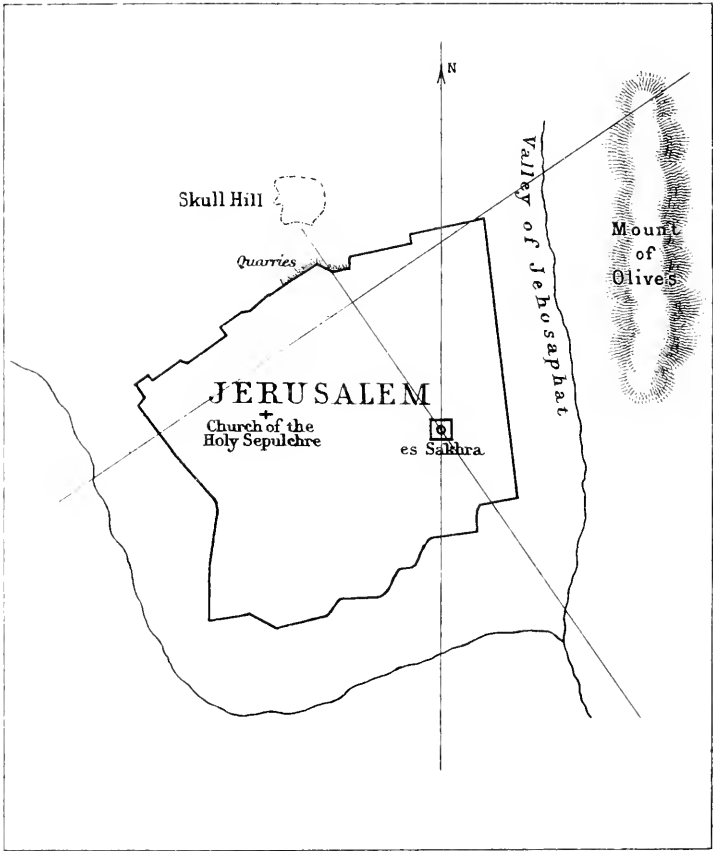 N
Skull Hill
Quarries
Valley of Jehosaphat
Mount
of
Olives
JERUSALEM
Church of the
Holy Sepulchre
es Sakhra